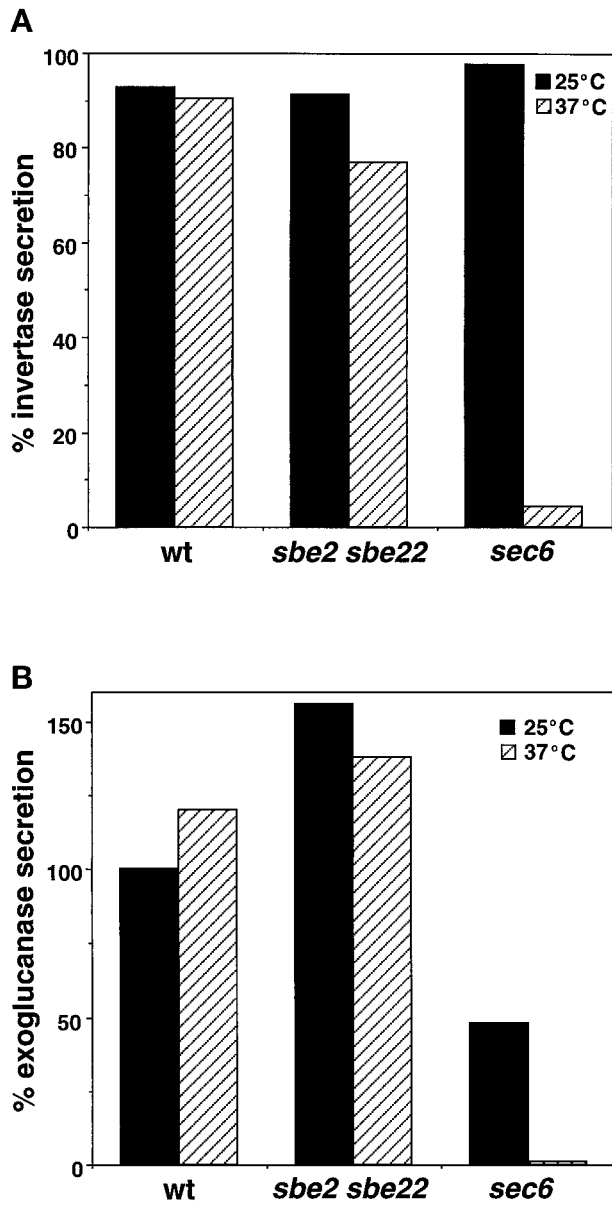 A
% invertase secretion
100
80
60
40
20
0
25°C
37°C
wt
sbe2 sbe22
sec6
B
% exoglucanase secretion
150
100
50
0
25°C
37°C
wt
sbe2 sbe22
sec6